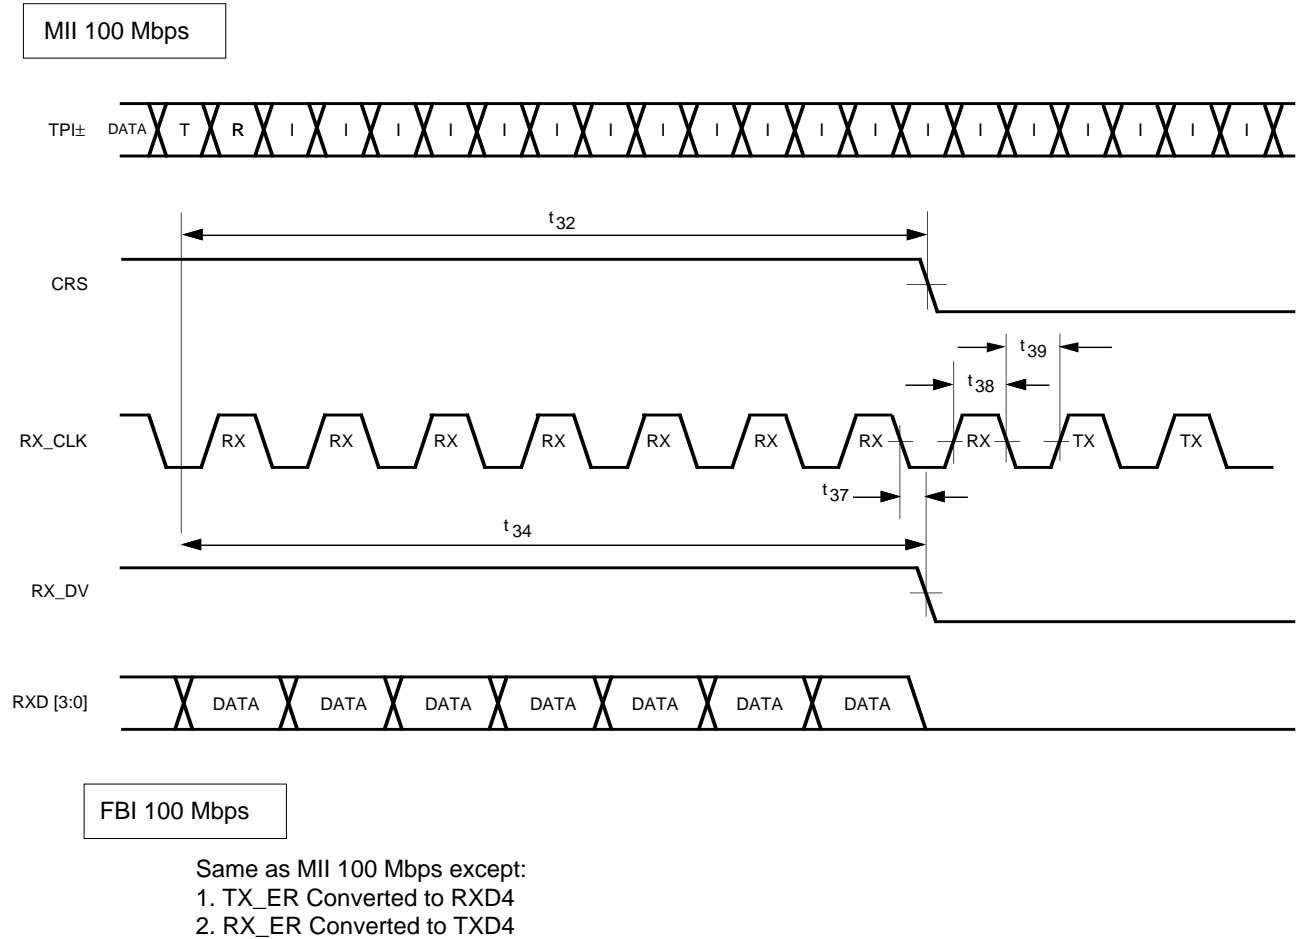 MII 100 Mbps
TPI± DATA T R I I I I I I I I I I I I I I I I I I I
t32
CRS
t39
t38
RX_CLK RX RX RX RX RX RX RX RX TX TX
t37
t34
RX_DV
RXD [3:0] DATA DATA DATA DATA DATA DATA DATA
FBI 100 Mbps
Same as MII 100 Mbps except:
1. TX_ER Converted to RXD4
2. RX_ER Converted to TXD4